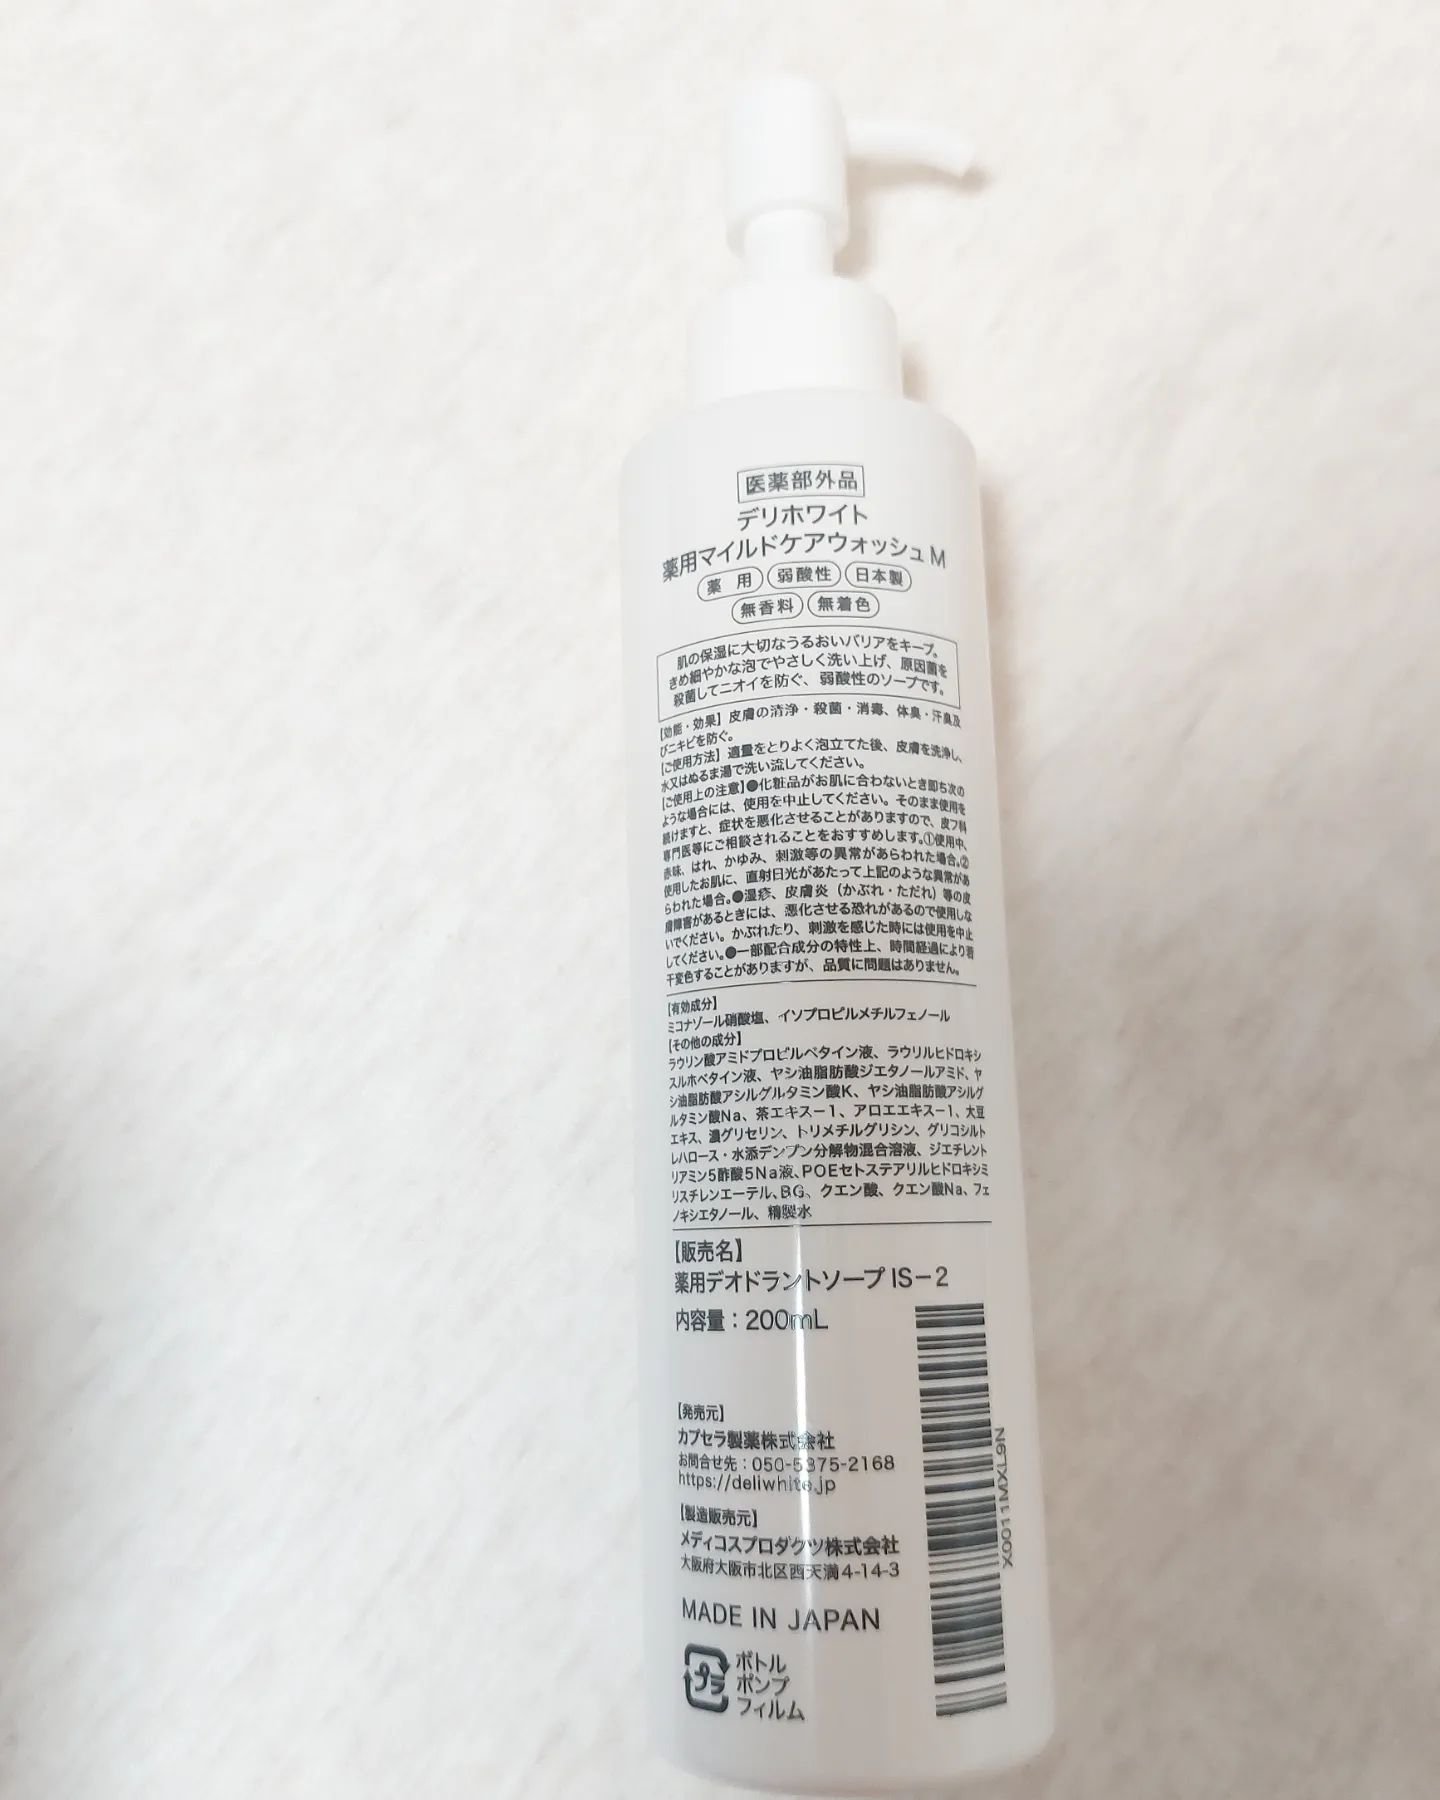 医薬部外品
デリホワイト
薬用マイルドケアウォッシュM
薬 用 弱酸性 日本製
無香料 無着色
肌の保湿に大切なうるおいバリアをキープ。
きめ細やかな泡でやさしく洗い上げ、原因菌を
殺菌してニオイを防ぐ、弱酸性のソープです。
【効能・効果】皮膚の清浄・殺菌・消毒、体臭・汗臭及
びニキビを防ぐ。
【ご使用方法】適量をとりよく泡立てた後、皮膚を洗浄し、
水又はぬるま湯で洗い流してください。
【ご使用上の注意】●化粧品がお肌に合わないとき即ち次の
ような場合には、使用を中止してください。そのまま使用を
続けますと、症状を悪化させることがありますので、皮フ科
専門医等にご相談されることをおすすめします。①使用中、
赤味、はれ、かゆみ、刺激等の異常があらわれた場合。②
使用したお肌に、直射日光があたって上記のような異常があ
らわれた場合。●湿疹、皮膚炎（かぶれ・ただれ）等の皮
膚障害があるときには、悪化させる恐れがあるので使用しな
いでください。かぶれたり、刺激を感じた時には使用を中止
してください。●一部配合成分の特性上、時間経過により若
干変色することがありますが、品質に問題はありません。
【有効成分】
ミコナゾール硝酸塩、イソプロピルメチルフェノール
【その他の成分】
ラウリン酸アミドプロピルベタイン液、ラウリルヒドロキシ
スルホベタイン液、ヤシ油脂肪酸ジエタノールアミド、ヤ
シ油脂肪酸アシルグルタミン酸K、ヤシ油脂肪酸アシルグ
ルタミン酸Na、茶エキス－1、アロエエキス－1、大豆
エキス、濃グリセリン、トリメチルグリシン、グリコシルト
レハロース・水添デンプン分解物混合溶液、ジエチレント
リアミン5酢酸5Na液、POEセトステアリルヒドロキシミ
リスチレンエーテル、BG、クエン酸、クエン酸Na、フェ
ノキシエタノール、精製水
【販売名】
薬用デオドラントソープIS－2
内容量：200mL
【発売元】
カプセラ製薬株式会社
お問合せ先：050-5375-2168
https://deliwhite.jp
【製造販売元】
メディコスプロダクツ株式会社
大阪府大阪市北区西天満4-14-3
MADE IN JAPAN
プラ
ボトル
ポンプ
フィルム
X0011MXL9N